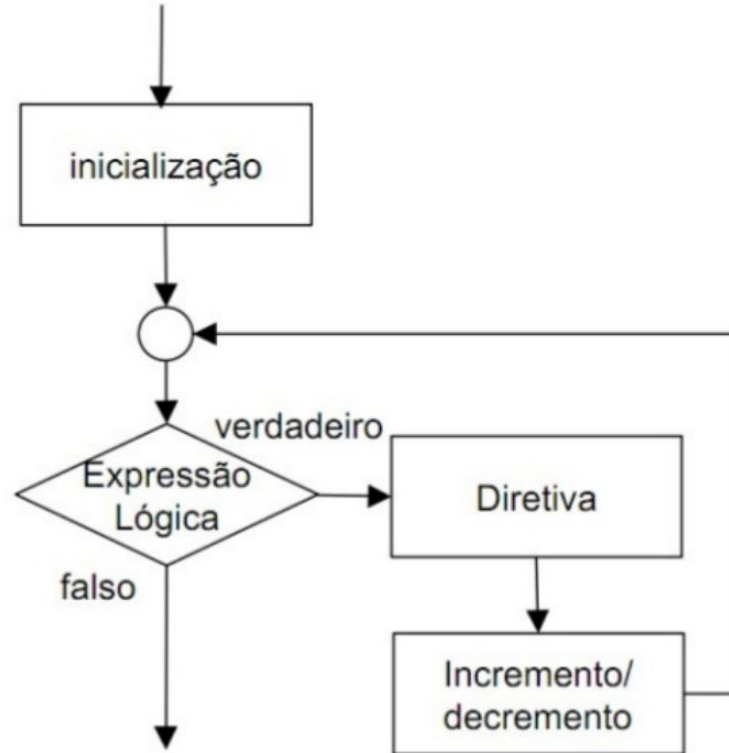 inicialização
verdadeiro
Expressão
Lógica
Diretiva
falso
Incremento/
decremento